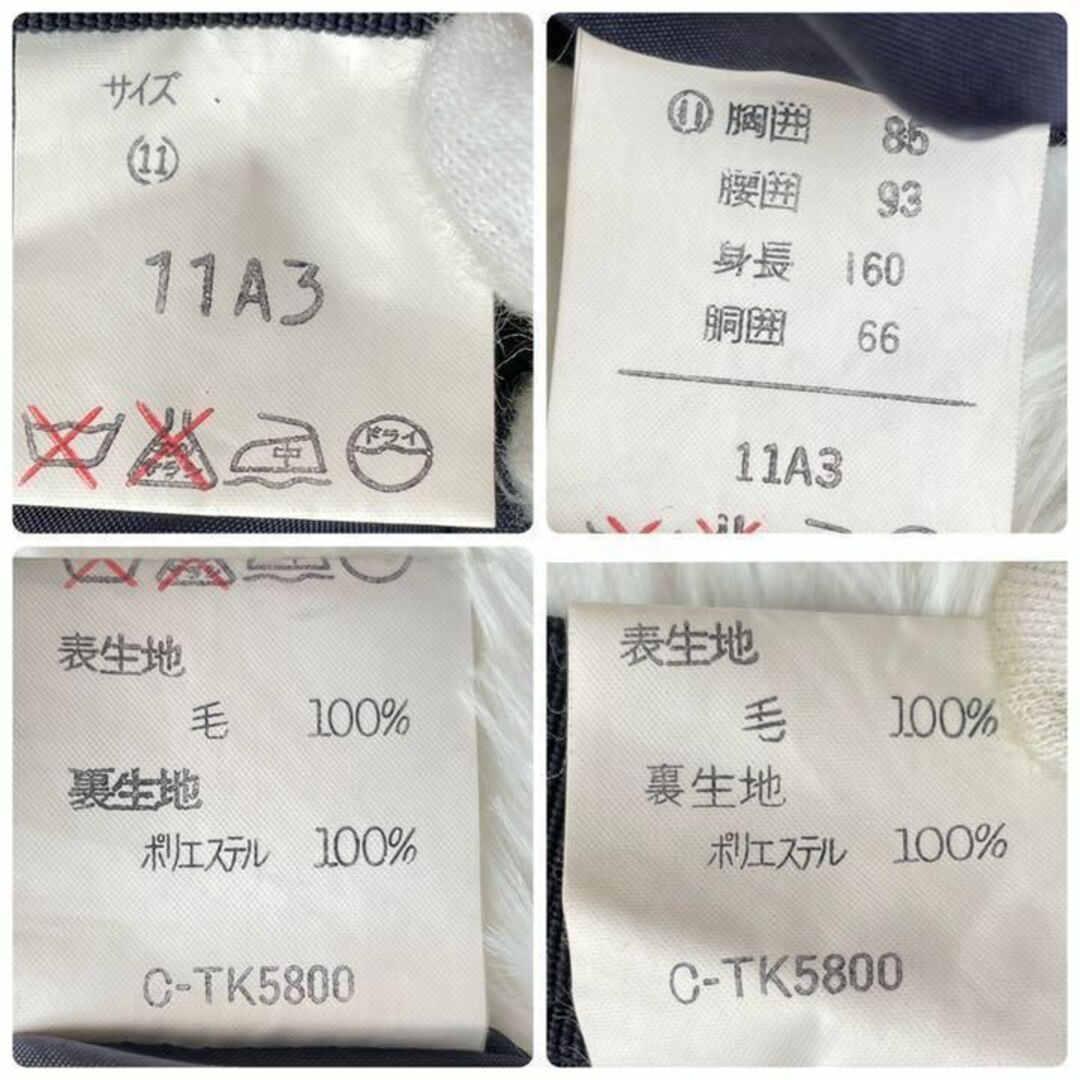 サイズ
(11)
11A3
中
ドライ
⑪ 胸囲 85
腰囲 93
身長 160
胴囲 66
11A3
表生地
毛 100%
裏生地
ポリエステル 100%
C-TK5800
表生地
毛 100%
裏生地
ポリエステル 100%
C-TK5800